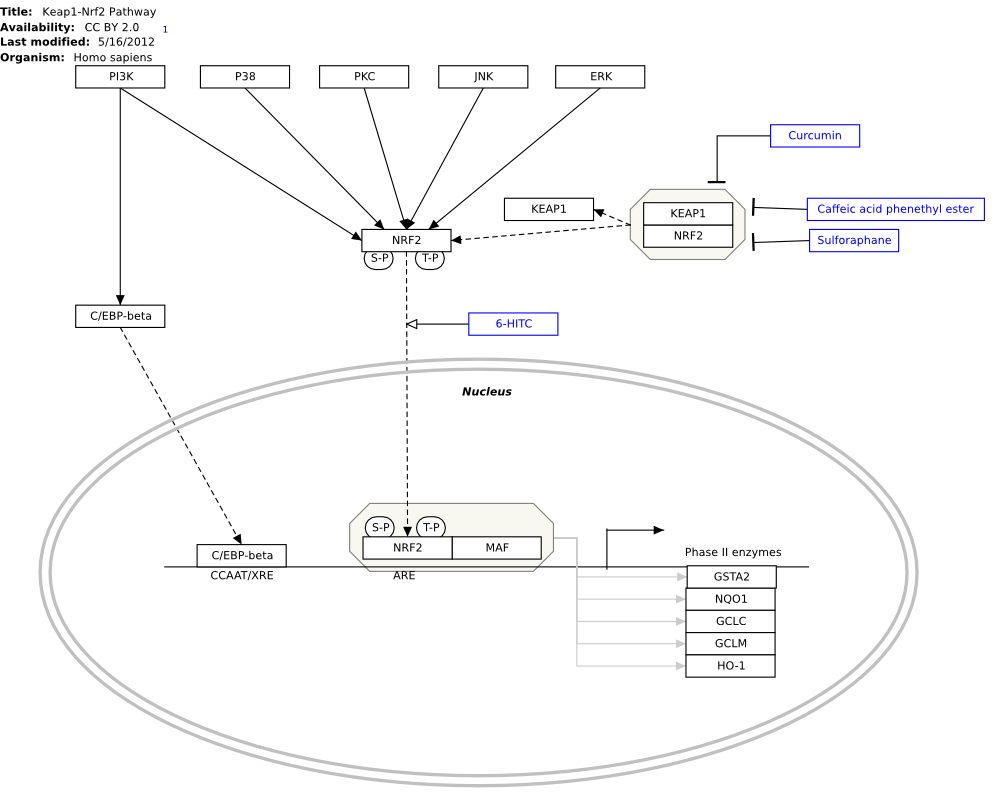 Title: Keap1-Nrf2 Pathway
Availability: CC BY 2.0 1
Last modified: 5/16/2012
Organism: Homo sapiens
PI3K P38 PKC JNK ERK
Curcumin
KEAP1
KEAP1
Caffeic acid phenethyl ester
NRF2
NRF2
Sulforaphane
S-P T-P
C/EBP-beta
6-HITC
Nucleus
S-P T-P
C/EBP-beta
NRF2 MAF
CCAAT/XRE
ARE
Phase II enzymes
GSTA2
NQO1
GCLC
GCLM
HO-1